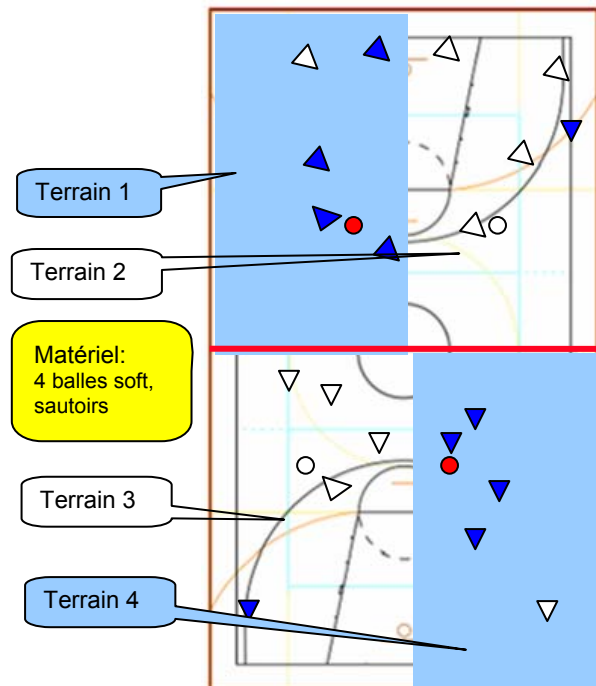 Terrain 1
Terrain 2
Matériel:
4 balles soft,
sautoirs
Terrain 3
Terrain 4